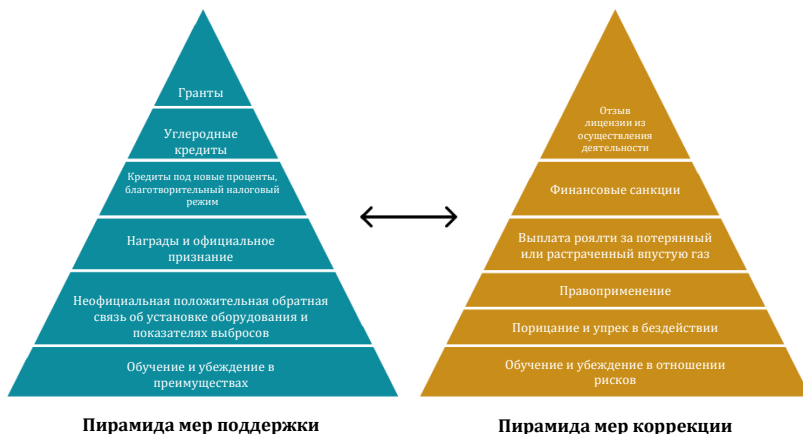 Гранты
Углеродные
кредиты
Кредиты под новые проценты,
благотворительный налоговый
режим
Награды и официальное
признание
Неофициальная положительная обратная
связь об установке оборудования и
показателях выбросов
Обучение и убеждение в
преимуществах
Пирамида мер поддержки
Отзыв
лицензии из
осуществления
деятельности
Финансовые санкции
Выплата роялти за потерянный
или растраченный впустую газ
Правоприменение
Порицание и упрек в бездействии
Обучение и убеждение в отношении
рисков
Пирамида мер коррекции